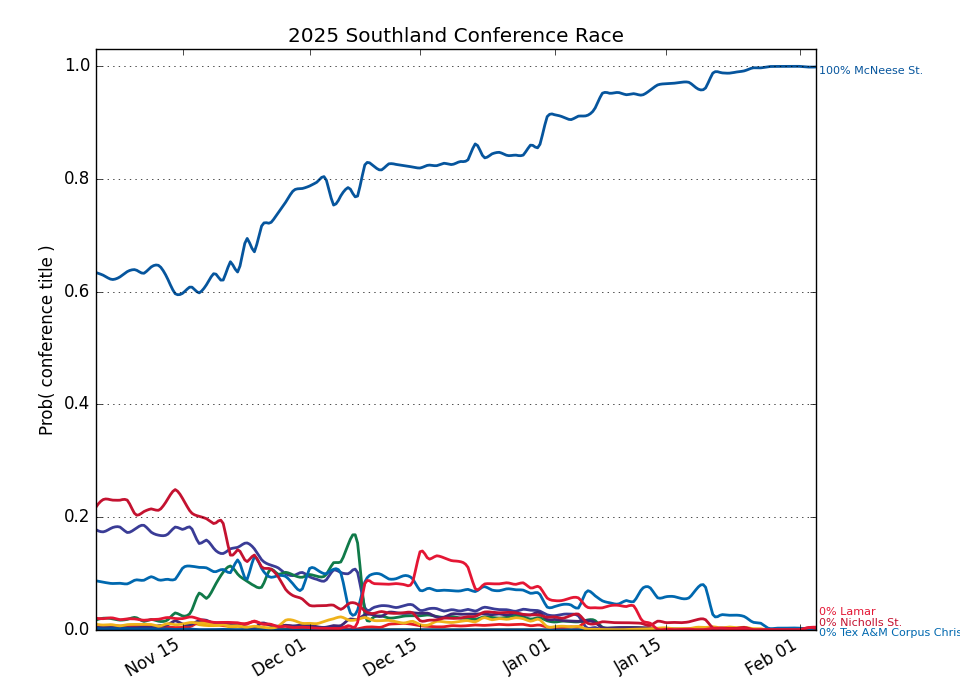 2025 Southland Conference Race
Prob( conference title )
1.0
0.8
0.6
0.4
0.2
0.0
Nov 15
Dec 01
Dec 15
Jan 01
Jan 15
Feb 01
100% McNeese St.
0% Lamar
0% Nicholls St.
0% Tex A&M Corpus Chris